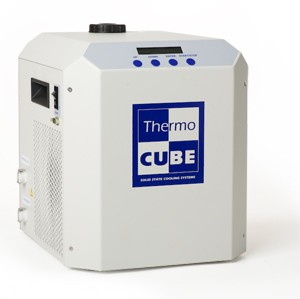 Thermo
CUBE
SOLID STATE COOLING SYSTEMS